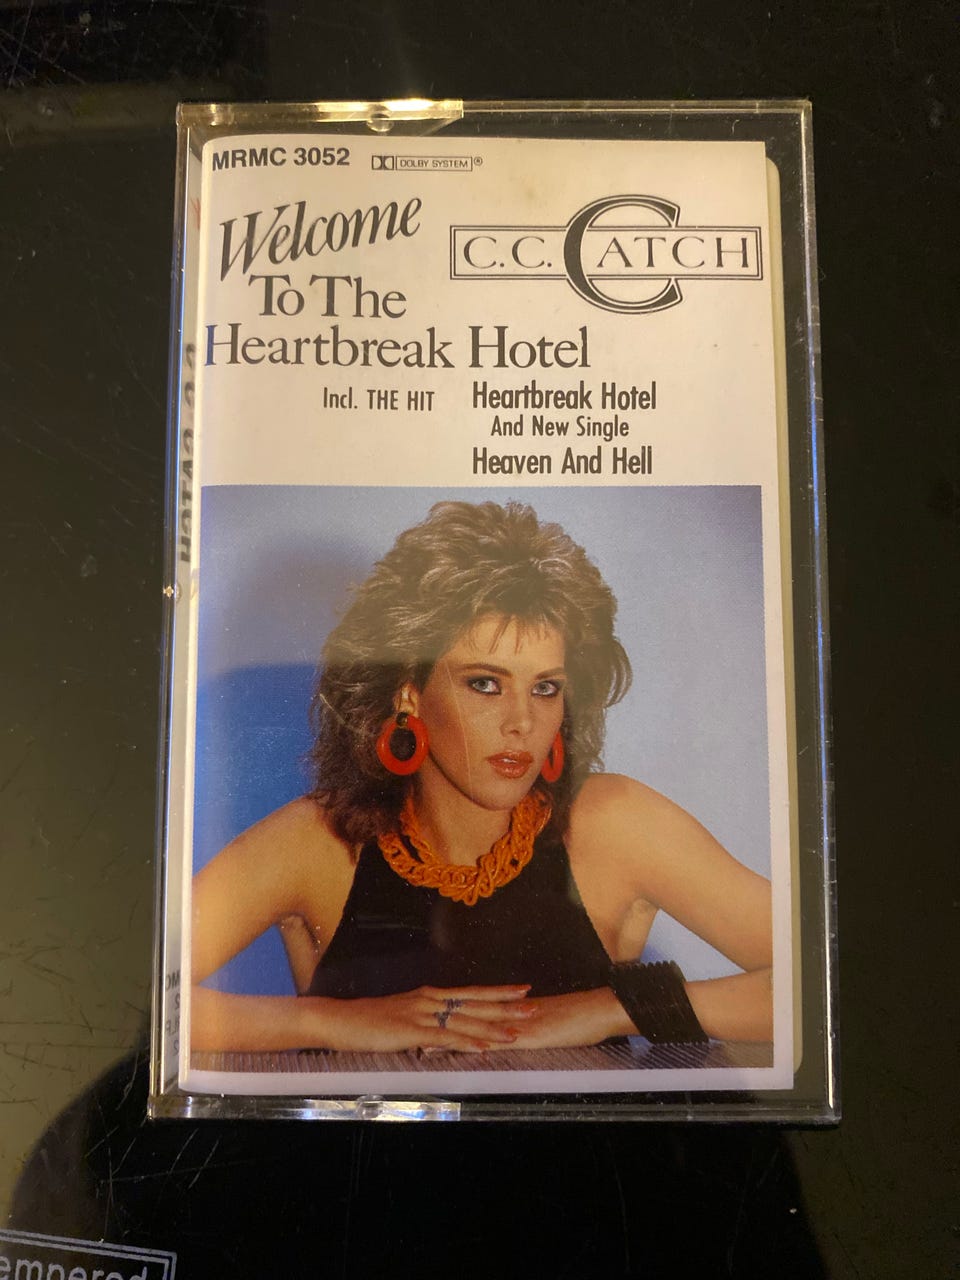 MRMC 3052
DOLBY SYSTEM®
Welcome
To The
Heartbreak Hotel
C.C. CATCH
Incl. THE HIT Heartbreak Hotel
And New Single
Heaven And Hell
empered